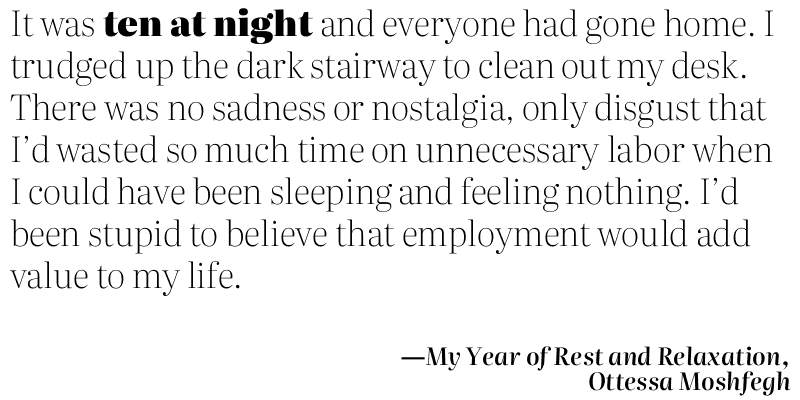 It was ten at night and everyone had gone home. I
trudged up the dark stairway to clean out my desk.
There was no sadness or nostalgia, only disgust that
I’d wasted so much time on unnecessary labor when
I could have been sleeping and feeling nothing. I’d
been stupid to believe that employment would add
value to my life.
—My Year of Rest and Relaxation,
Ottessa Moshfegh